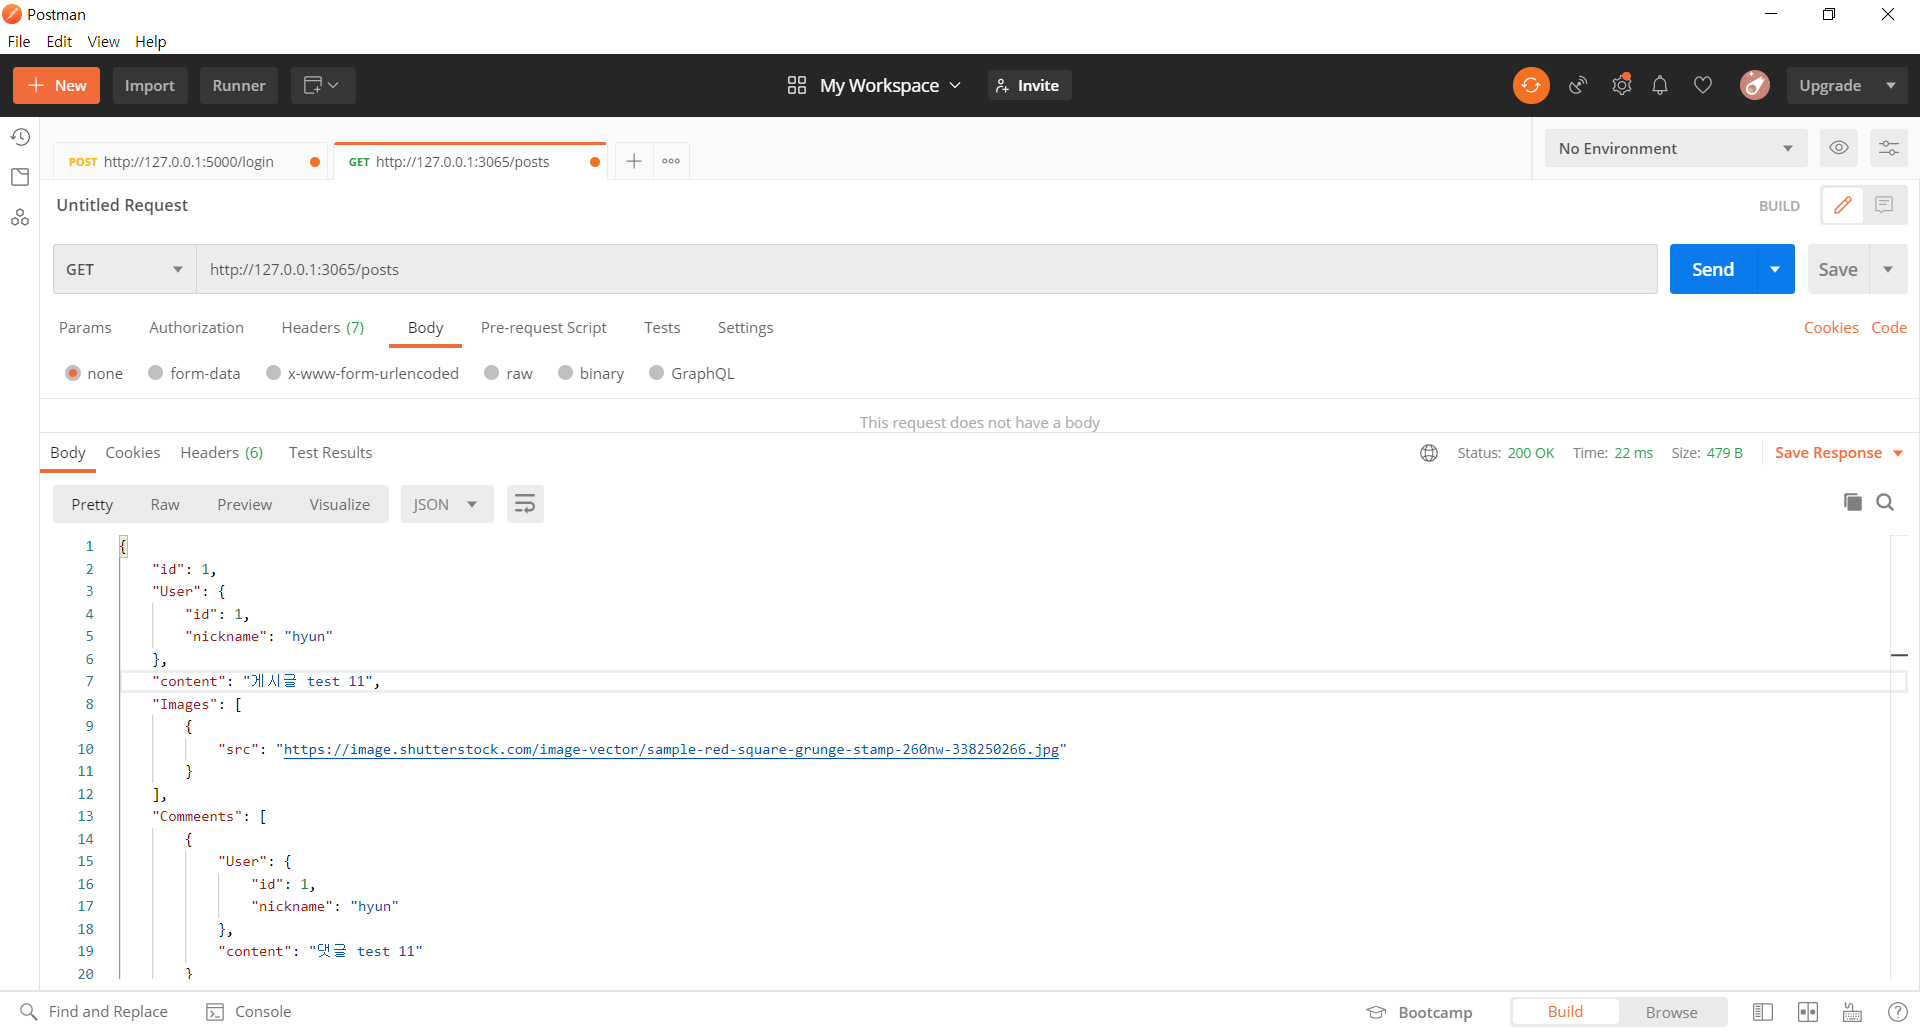 Postman
File Edit View Help
New Import Runner My Workspace Invite Upgrade
POST http://127.0.0.1:5000/login GET http://127.0.0.1:3065/posts No Environment
Untitled Request BUILD
GET http://127.0.0.1:3065/posts Send Save
Params Authorization Headers (7) Body Pre-request Script Tests Settings Cookies Code
none form-data x-www-form-urlencoded raw binary GraphQL
This request does not have a body
Body Cookies Headers (6) Test Results Status: 200 OK Time: 22 ms Size: 479 B Save Response
Pretty Raw Preview Visualize JSON
1 {
2 "id": 1,
3 "User": {
4 "id": 1,
5 "nickname": "hyun"
6 },
7 "content": "게시글 test 11",
8 "Images": [
9 {
10 "src": "https://image.shutterstock.com/image-vector/sample-red-square-grunge-stamp-260nw-338250266.jpg"
11 }
12 ],
13 "Commeents": [
14 {
15 "User": {
16 "id": 1,
17 "nickname": "hyun"
18 },
19 "content": "댓글 test 11"
20 }
Find and Replace Console Bootcamp Build Browse